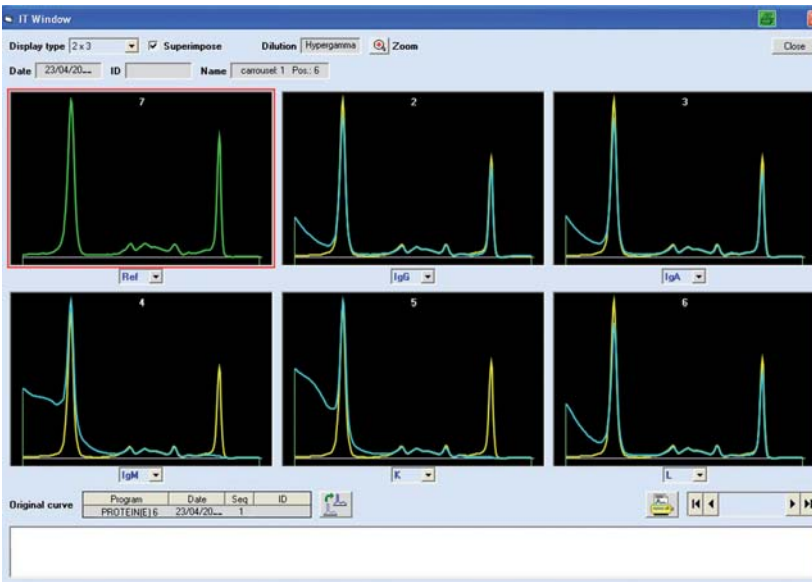 IT Window
Display type 2 x 3 Superimpose Dilution Hypergamma Zoom Close
Date 23/04/20-- ID Name carrousel: 1 Pos.: 6
7 2 3
Ref IgG IgA
4 5 6
IgM K L
Program Date Seq ID
Original curve PROTEIN(E) 6 23/04/20-- 1